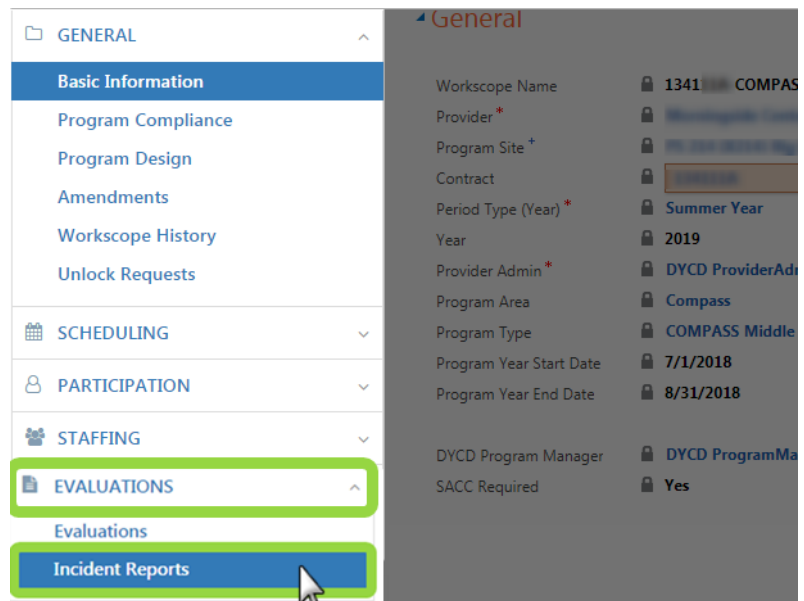 GENERAL
Basic Information
Program Compliance
Program Design
Amendments
Workscope History
Unlock Requests
SCHEDULING
PARTICIPATION
STAFFING
EVALUATIONS
Evaluations
Incident Reports
General
Workscope Name 1341 COMPAS
Provider *
Program Site +
Contract
Period Type (Year) * Summer Year
Year 2019
Provider Admin * DYCD ProviderAdm
Program Area Compass
Program Type COMPASS Middle
Program Year Start Date 7/1/2018
Program Year End Date 8/31/2018
DYCD Program Manager DYCD ProgramMa
SACC Required Yes